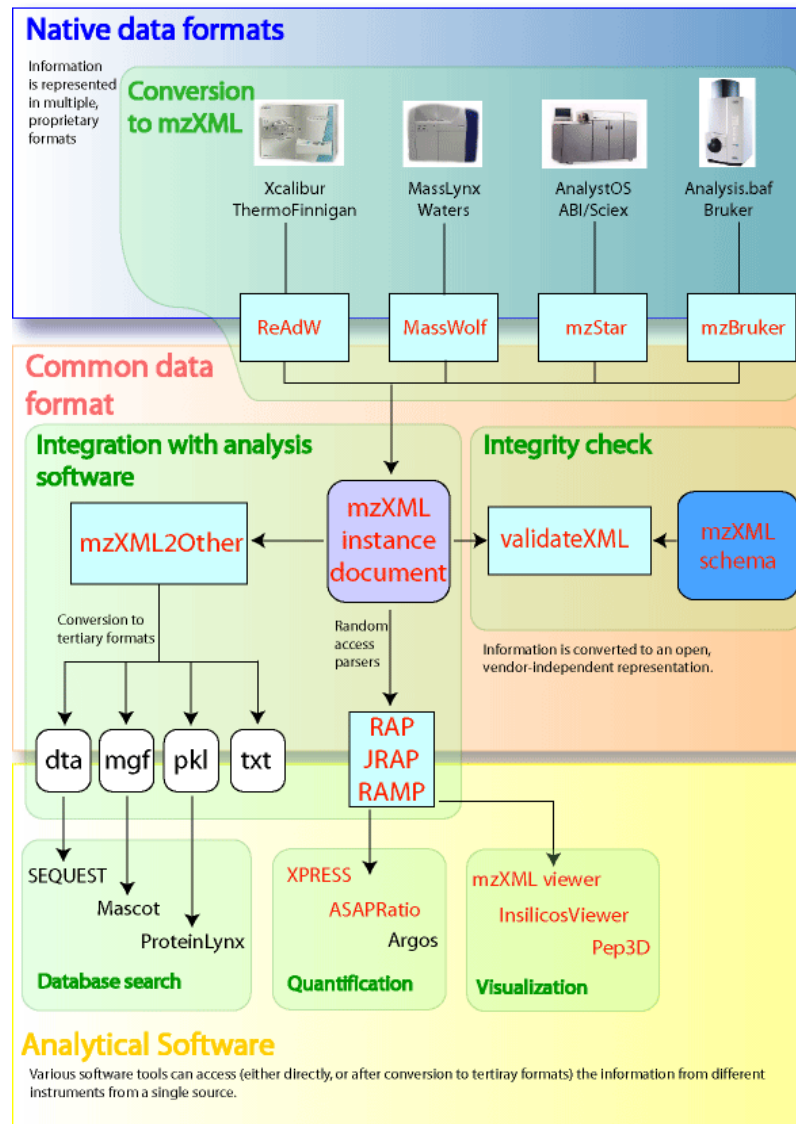 Native data formats
Information
is represented
in multiple,
proprietary
formats
Conversion
to mzXML
Xcalibur
ThermoFinnigan
MassLynx
Waters
AnalystOS
ABI/Sciex
Analysis.baf
Bruker
ReAdW
MassWolf
mzStar
mzBruker
Common data
format
Integration with analysis
software
Integrity check
mzXML2Other
mzXML
instance
document
validateXML
mzXML
schema
Conversion to
tertiary formats
Random
access
parsers
Information is converted to an open,
vendor-independent representation.
dta
mgf
pkl
txt
RAP
JRAP
RAMP
SEQUEST
Mascot
ProteinLynx
Database search
XPRESS
ASAPRatio
Argos
Quantification
mzXML viewer
InsilicosViewer
Pep3D
Visualization
Analytical Software
Various software tools can access (either directly, or after conversion to tertiray formats) the information from different
instruments from a single source.